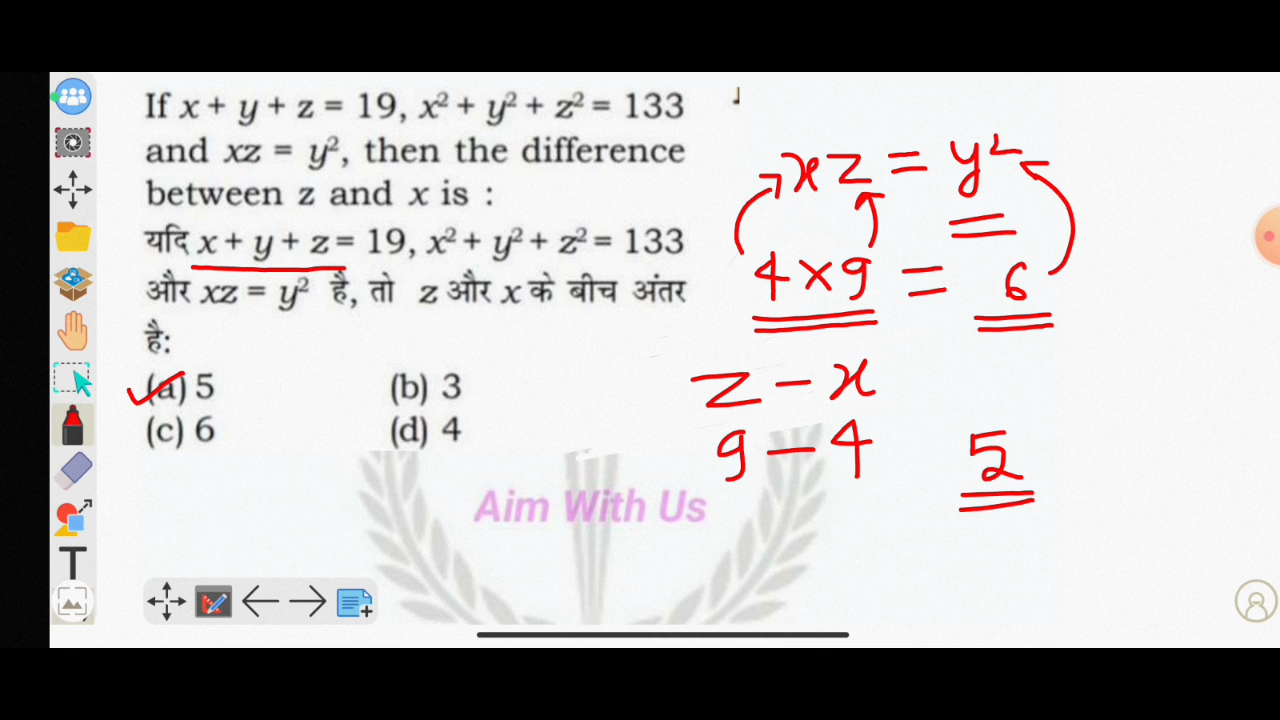 If x + y + z = 19, x² + y² + z² = 133
and xz = y², then the difference
between z and x is :
यदि x + y + z = 19, x² + y² + z² = 133
और xz = y² है, तो z और x के बीच अंतर
है:
(a) 5 (b) 3
(c) 6 (d) 4
xz = y²
4 × 9 = 6
z - x
9 - 4 5
Aim With Us
T